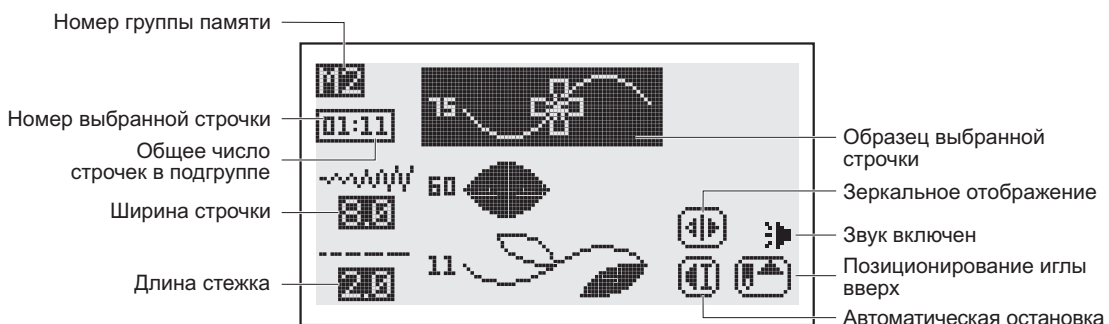 Номер группы памяти
Номер выбранной строчки
Общее число
строчек в подгруппе
Ширина строчки
Длина стежка
M2
01:11
8.0
2.0
75
60
11
Образец выбранной
строчки
Зеркальное отображение
Звук включен
Позиционирование иглы
вверх
Автоматическая остановка